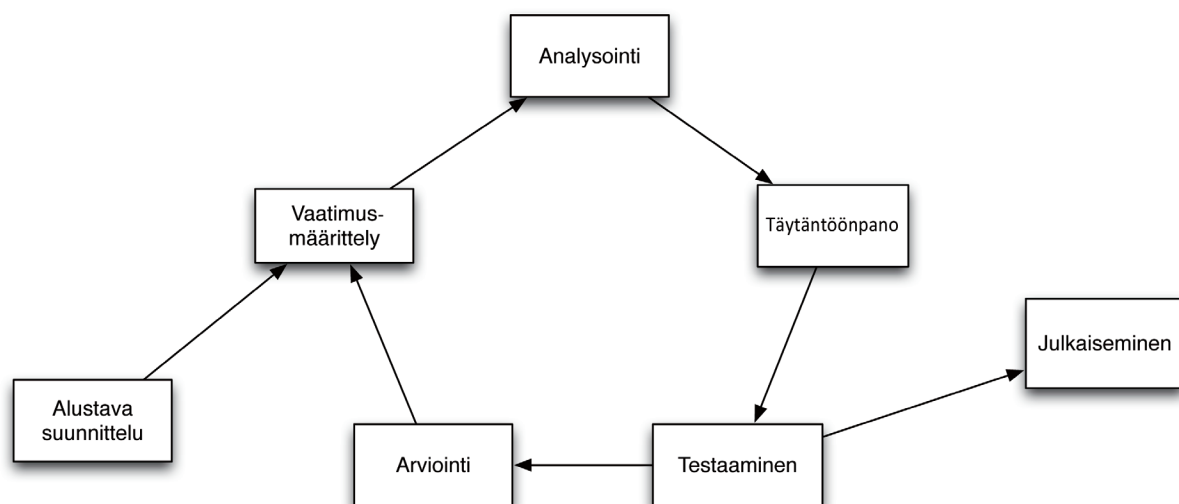 Analysointi
Vaatimus-
määrittely
Täytäntöönpano
Julkaiseminen
Alustava
suunnittelu
Arviointi
Testaaminen